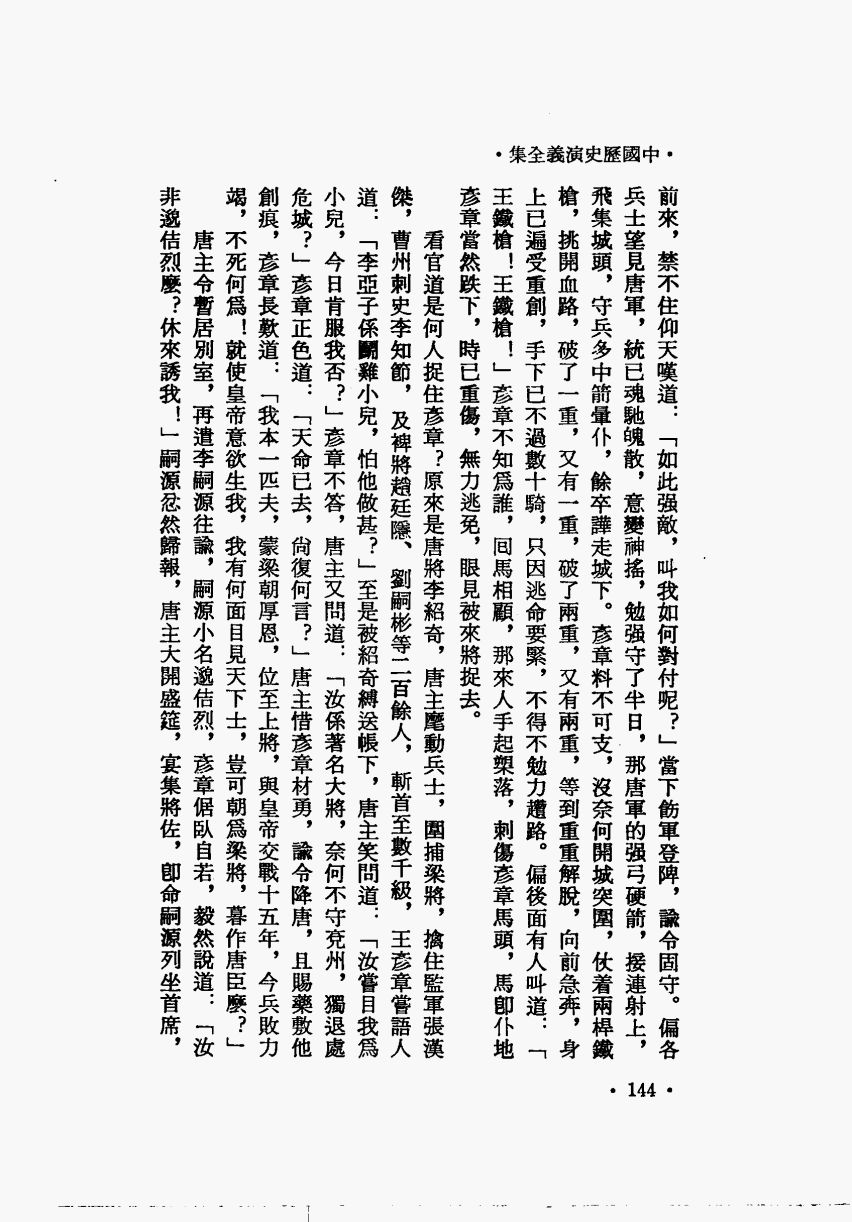 •中國歷史演義全集•
前來，禁不住仰天嘆道：「如此强敵，叫我如何對付呢？」當下飭軍登陴，諭令固守。偏各
兵士望見唐軍，統已魂馳魄散，意變神搖，勉强守了半日，那唐軍的强弓硬箭，接連射上，
飛集城頭，守兵多中箭暈仆，餘卒譁走城下。彥章料不可支，沒奈何開城突圍，仗着兩桿鐵
槍，挑開血路，破了一重，又有一重，破了兩重，又有兩重，等到重重解脫，向前急奔，身
上已遍受重創，手下已不過數十騎，只因逃命要緊，不得不勉力趲路。偏後面有人叫道：「
王鐵槍！王鐵槍！」彥章不知爲誰，囘馬相顧，那來人手起槊落，刺傷彥章馬頭，馬卽仆地
彥章當然跌下，時已重傷，無力逃免，眼見被來將捉去。
看官道是何人捉住彥章？原來是唐將李紹奇，唐主麾動兵士，圍捕梁將，擒住監軍張漢
傑，曹州刺史李知節，及裨將趙廷隱、劉嗣彬等二百餘人，斬首至數千級，王彥章嘗語人
道：「李亞子係鬭雞小兒，怕他做甚？」至是被紹奇縛送帳下，唐主笑問道：「汝嘗目我爲
小兒，今日肯服我否？」彥章不答，唐主又問道：「汝係著名大將，奈何不守兗州，獨退處
危城？」彥章正色道：「天命已去，尙復何言？」唐主惜彥章材勇，諭令降唐，且賜藥敷他
創痕，彥章長歎道：「我本一匹夫，蒙梁朝厚恩，位至上將，與皇帝交戰十五年，今兵敗力
竭，不死何爲！就使皇帝意欲生我，我有何面目見天下士，豈可朝爲梁將，暮作唐臣麽？」
唐主令暫居別室，再遣李嗣源往諭，嗣源小名邈佶烈，彥章倨臥自若，毅然說道：「汝
非邈佶烈麽？休來誘我！」嗣源忿然歸報，唐主大開盛筵，宴集將佐，卽命嗣源列坐首席，
• 144 •